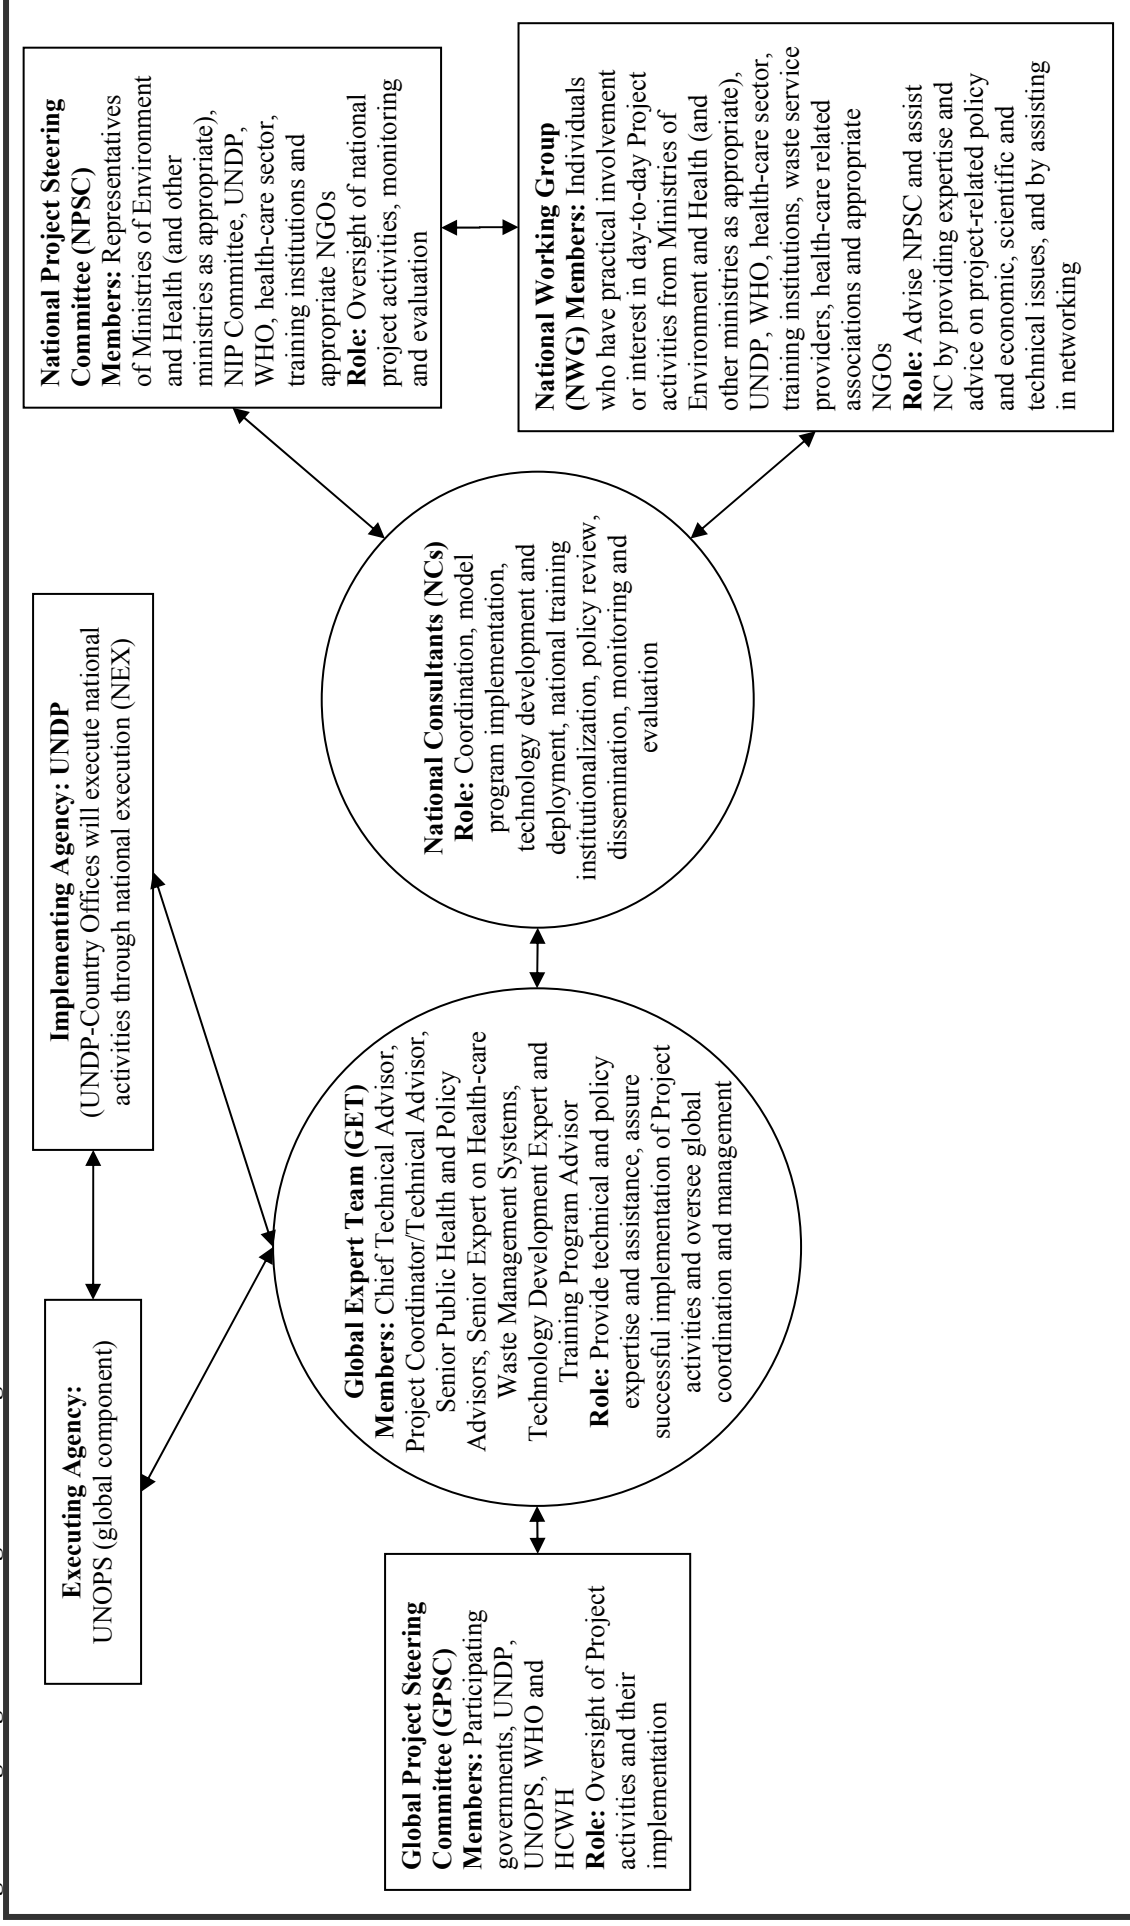 Executing Agency:
UNOPS (global component)
Implementing Agency: UNDP
(UNDP-Country Offices will execute national
activities through national execution (NEX)
Global Project Steering
Committee (GPSC)
Members: Participating
governments, UNDP,
UNOPS, WHO and
HCWH
Role: Oversight of Project
activities and their
implementation
Global Expert Team (GET)
Members: Chief Technical Advisor,
Project Coordinator/Technical Advisor,
Senior Public Health and Policy
Advisors, Senior Expert on Health-care
Waste Management Systems,
Technology Development Expert and
Training Program Advisor
Role: Provide technical and policy
expertise and assistance, assure
successful implementation of Project
activities and oversee global
coordination and management
National Consultants (NCs)
Role: Coordination, model
program implementation,
technology development and
deployment, national training
institutionalization, policy review,
dissemination, monitoring and
evaluation
National Project Steering
Committee (NPSC)
Members: Representatives
of Ministries of Environment
and Health (and other
ministries as appropriate),
NIP Committee, UNDP,
WHO, health-care sector,
training institutions and
appropriate NGOs
Role: Oversight of national
project activities, monitoring
and evaluation
National Working Group
(NWG) Members: Individuals
who have practical involvement
or interest in day-to-day Project
activities from Ministries of
Environment and Health (and
other ministries as appropriate),
UNDP, WHO, health-care sector,
training institutions, waste service
providers, health-care related
associations and appropriate
NGOs
Role: Advise NPSC and assist
NC by providing expertise and
advice on project-related policy
and economic, scientific and
technical issues, and by assisting
in networking